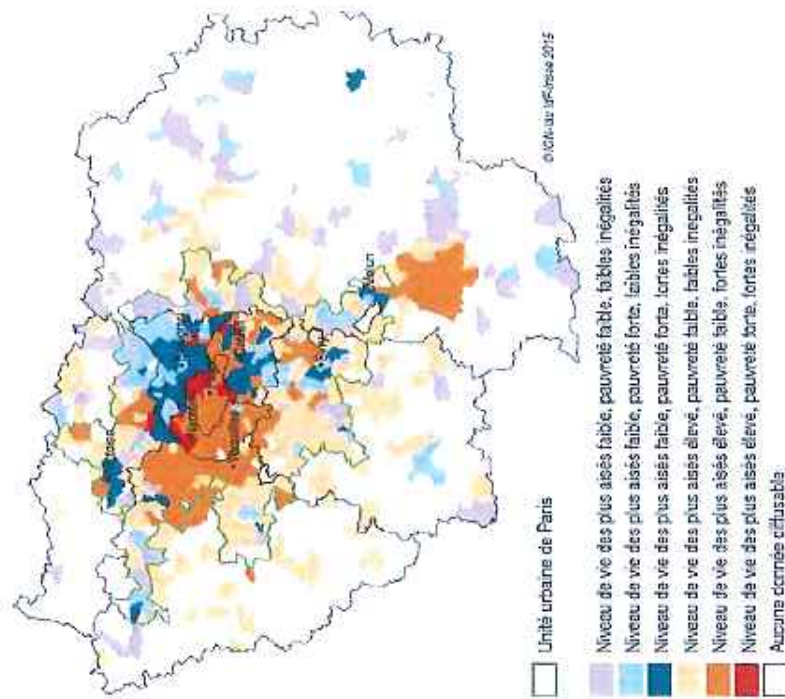 Melun
© IGN-Insee 2015
Unité urbaine de Paris
Niveau de vie des plus aisés faible, pauvreté faible, faibles inégalités
Niveau de vie des plus aisés faible, pauvreté forte, faibles inégalités
Niveau de vie des plus aisés faible, pauvreté forte, fortes inégalités
Niveau de vie des plus aisés élevé, pauvreté faible, faibles inégalités
Niveau de vie des plus aisés élevé, pauvreté faible, fortes inégalités
Niveau de vie des plus aisés élevé, pauvreté forte, fortes inégalités
Aucune donnée diffusable